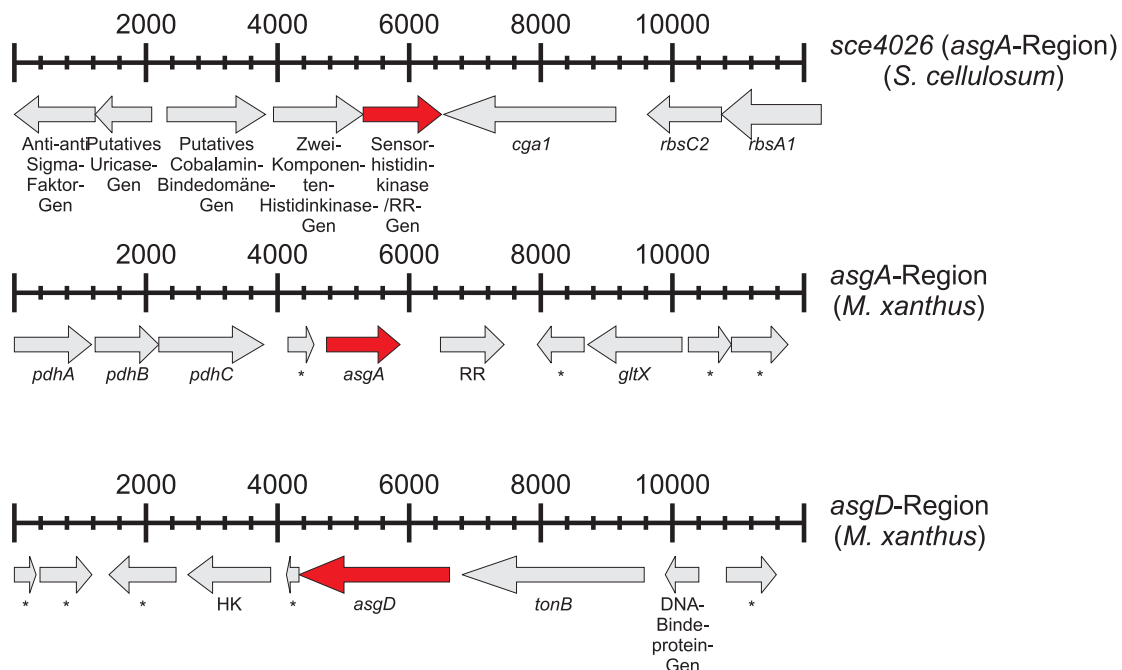 2000 4000 6000 8000 10000
sce4026 (asgA-Region)
(S. cellulosum)
Anti-anti Putatives Putatives Zwei- Sensor- cga1 rbsC2 rbsA1
Sigma- Uricase- Cobalamin- Komponen- histidin-
Faktor- Gen Bindedomäne- ten- kinase
Gen Gen Histidinkinase- /RR-
Gen Gen
2000 4000 6000 8000 10000
asgA-Region
(M. xanthus)
pdhA pdhB pdhC * asgA RR * gltX * *
2000 4000 6000 8000 10000
asgD-Region
(M. xanthus)
* * * HK * asgD tonB DNA- *
Binde-
protein-
Gen